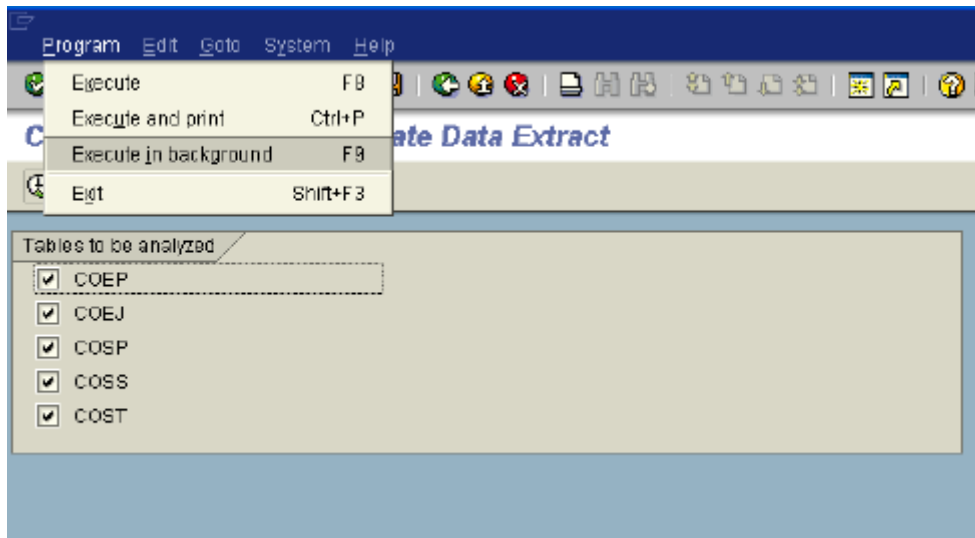 Program Edit Goto System Help
Execute F8
Execute and print Ctrl+P
C ate Data Extract
Execute in background F9
Exit Shift+F3
Tables to be analyzed
COEP
COEJ
COSP
COSS
COST